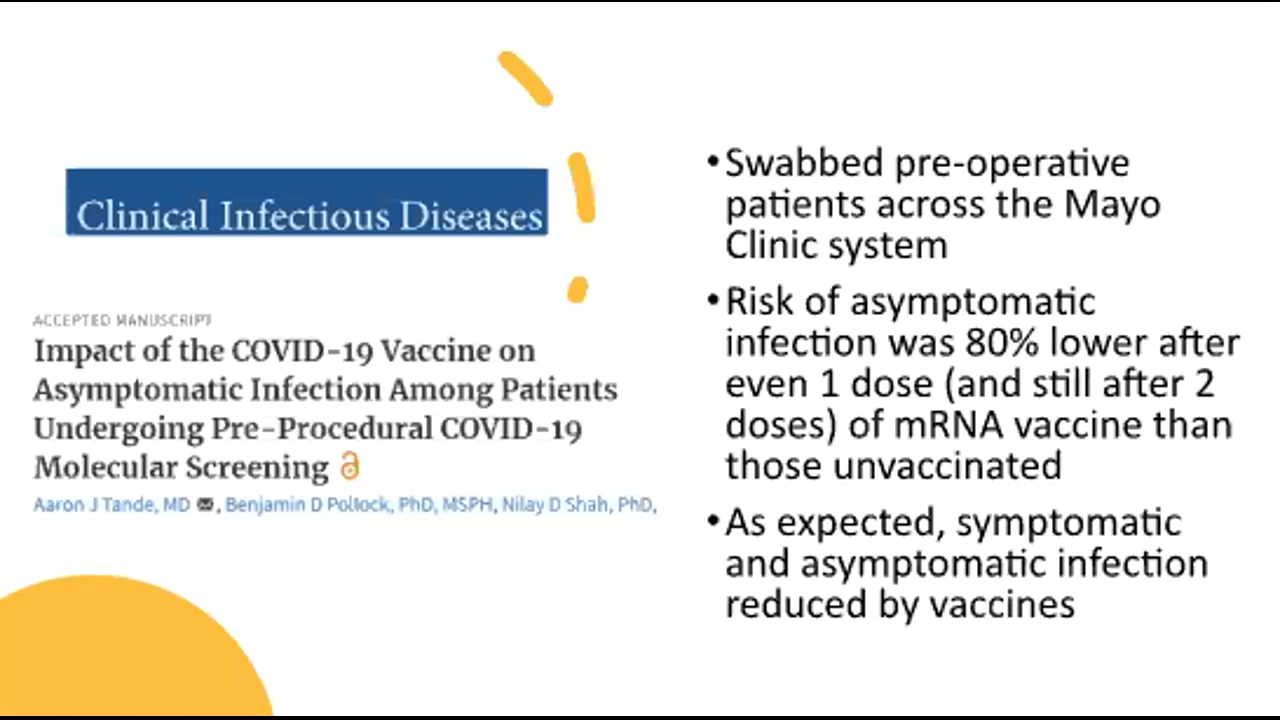 Clinical Infectious Diseases
ACCEPTED MANUSCRIPT
Impact of the COVID-19 Vaccine on
Asymptomatic Infection Among Patients
Undergoing Pre-Procedural COVID-19
Molecular Screening
Aaron J Tande, MD , Benjamin D Pollock, PhD, MSPH, Nilay D Shah, PhD,
•Swabbed pre-operative
patients across the Mayo
Clinic system
•Risk of asymptomatic
infection was 80% lower after
even 1 dose (and still after 2
doses) of mRNA vaccine than
those unvaccinated
•As expected, symptomatic
and asymptomatic infection
reduced by vaccines